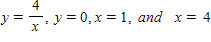 y = 4/x , y = 0, x = 1, and x = 4